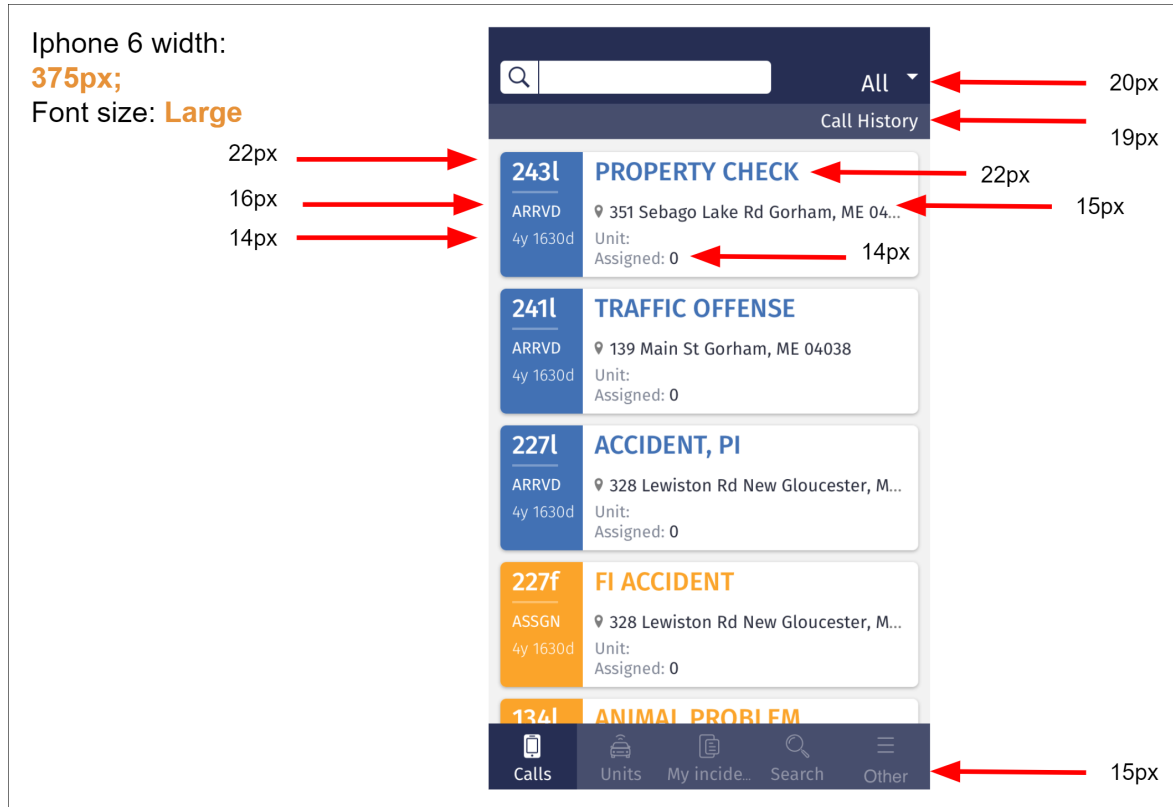 Iphone 6 width:
375px;
Font size: Large
All
20px
Call History
19px
22px
243l
PROPERTY CHECK
22px
16px
ARRVD
351 Sebago Lake Rd Gorham, ME 04...
15px
14px
4y 1630d
Unit:
Assigned: 0
14px
241l
TRAFFIC OFFENSE
ARRVD
139 Main St Gorham, ME 04038
4y 1630d
Unit:
Assigned: 0
227l
ACCIDENT, PI
ARRVD
328 Lewiston Rd New Gloucester, M...
4y 1630d
Unit:
Assigned: 0
227f
FI ACCIDENT
ASSGN
328 Lewiston Rd New Gloucester, M...
4y 1630d
Unit:
Assigned: 0
134l
ANIMAL PROBLEM
Calls
Units
My incide...
Search
Other
15px